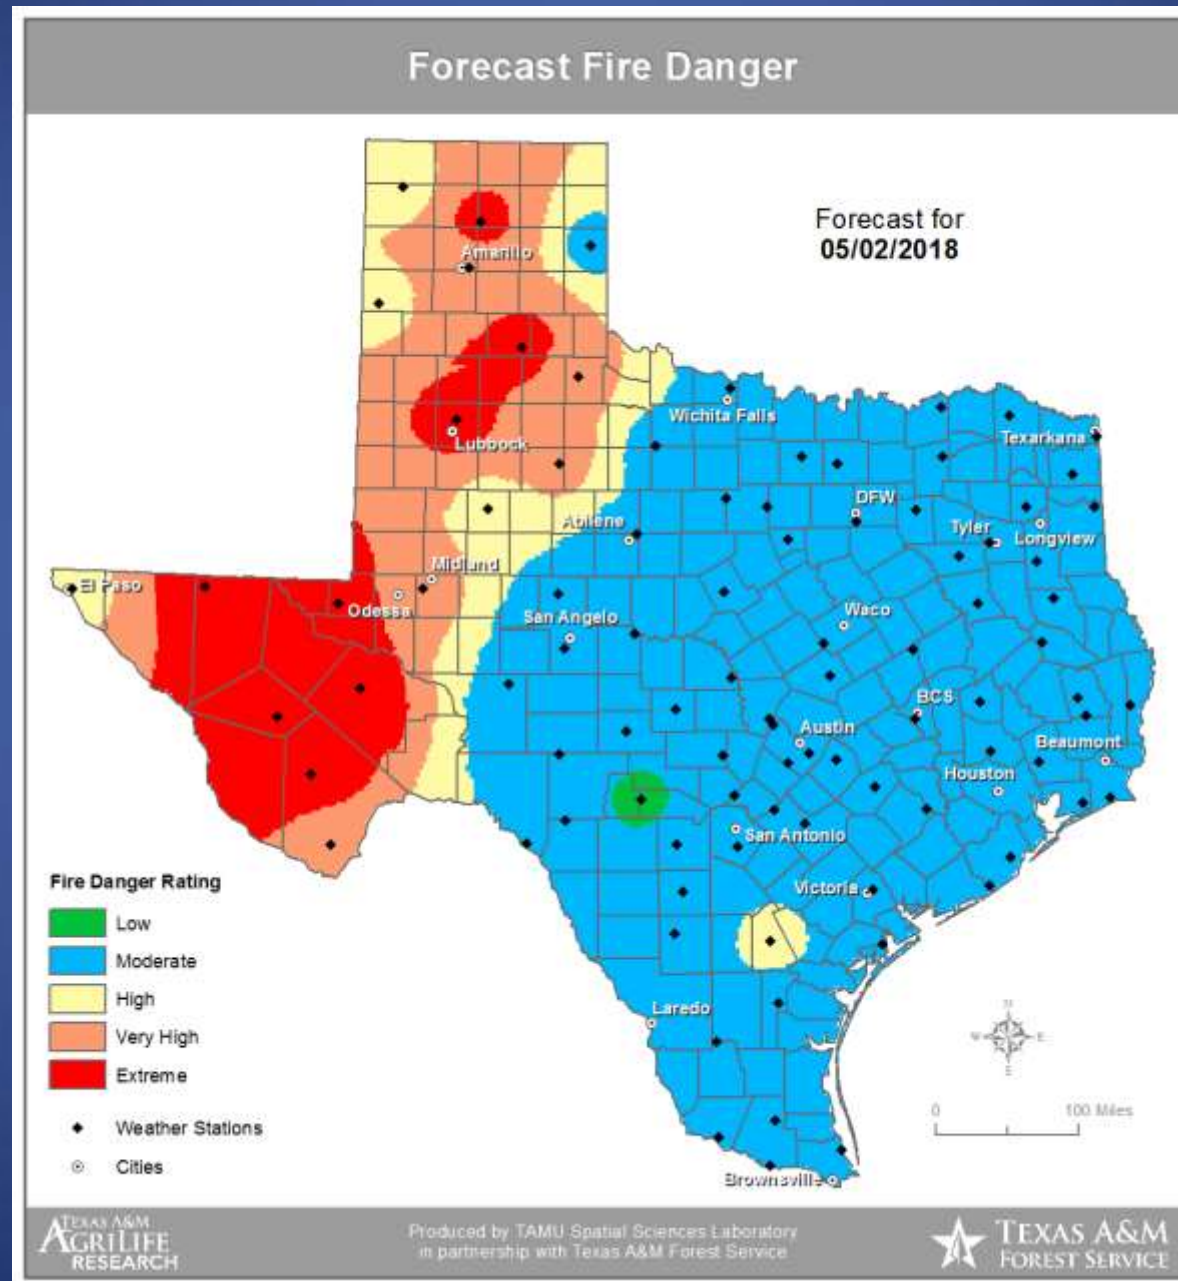 Forecast Fire Danger
Forecast for
05/02/2018
Amarillo
Wichita Falls
Lubbock
Texarkana
DFW
Abilene
Tyler
Longview
Midland
El Paso
Odessa
San Angelo
Waco
BCS
Austin
Beaumont
Houston
San Antonio
Victoria
Laredo
Brownsville
Fire Danger Rating
Low
Moderate
High
Very High
Extreme
Weather Stations
Cities
N
W E
E
0 100 Miles
TEXAS A&M
AGRILIFE
RESEARCH
Produced by TAMU Spatial Sciences Laboratory
in partnership with Texas A&M Forest Service
TEXAS A&M
FOREST SERVICE